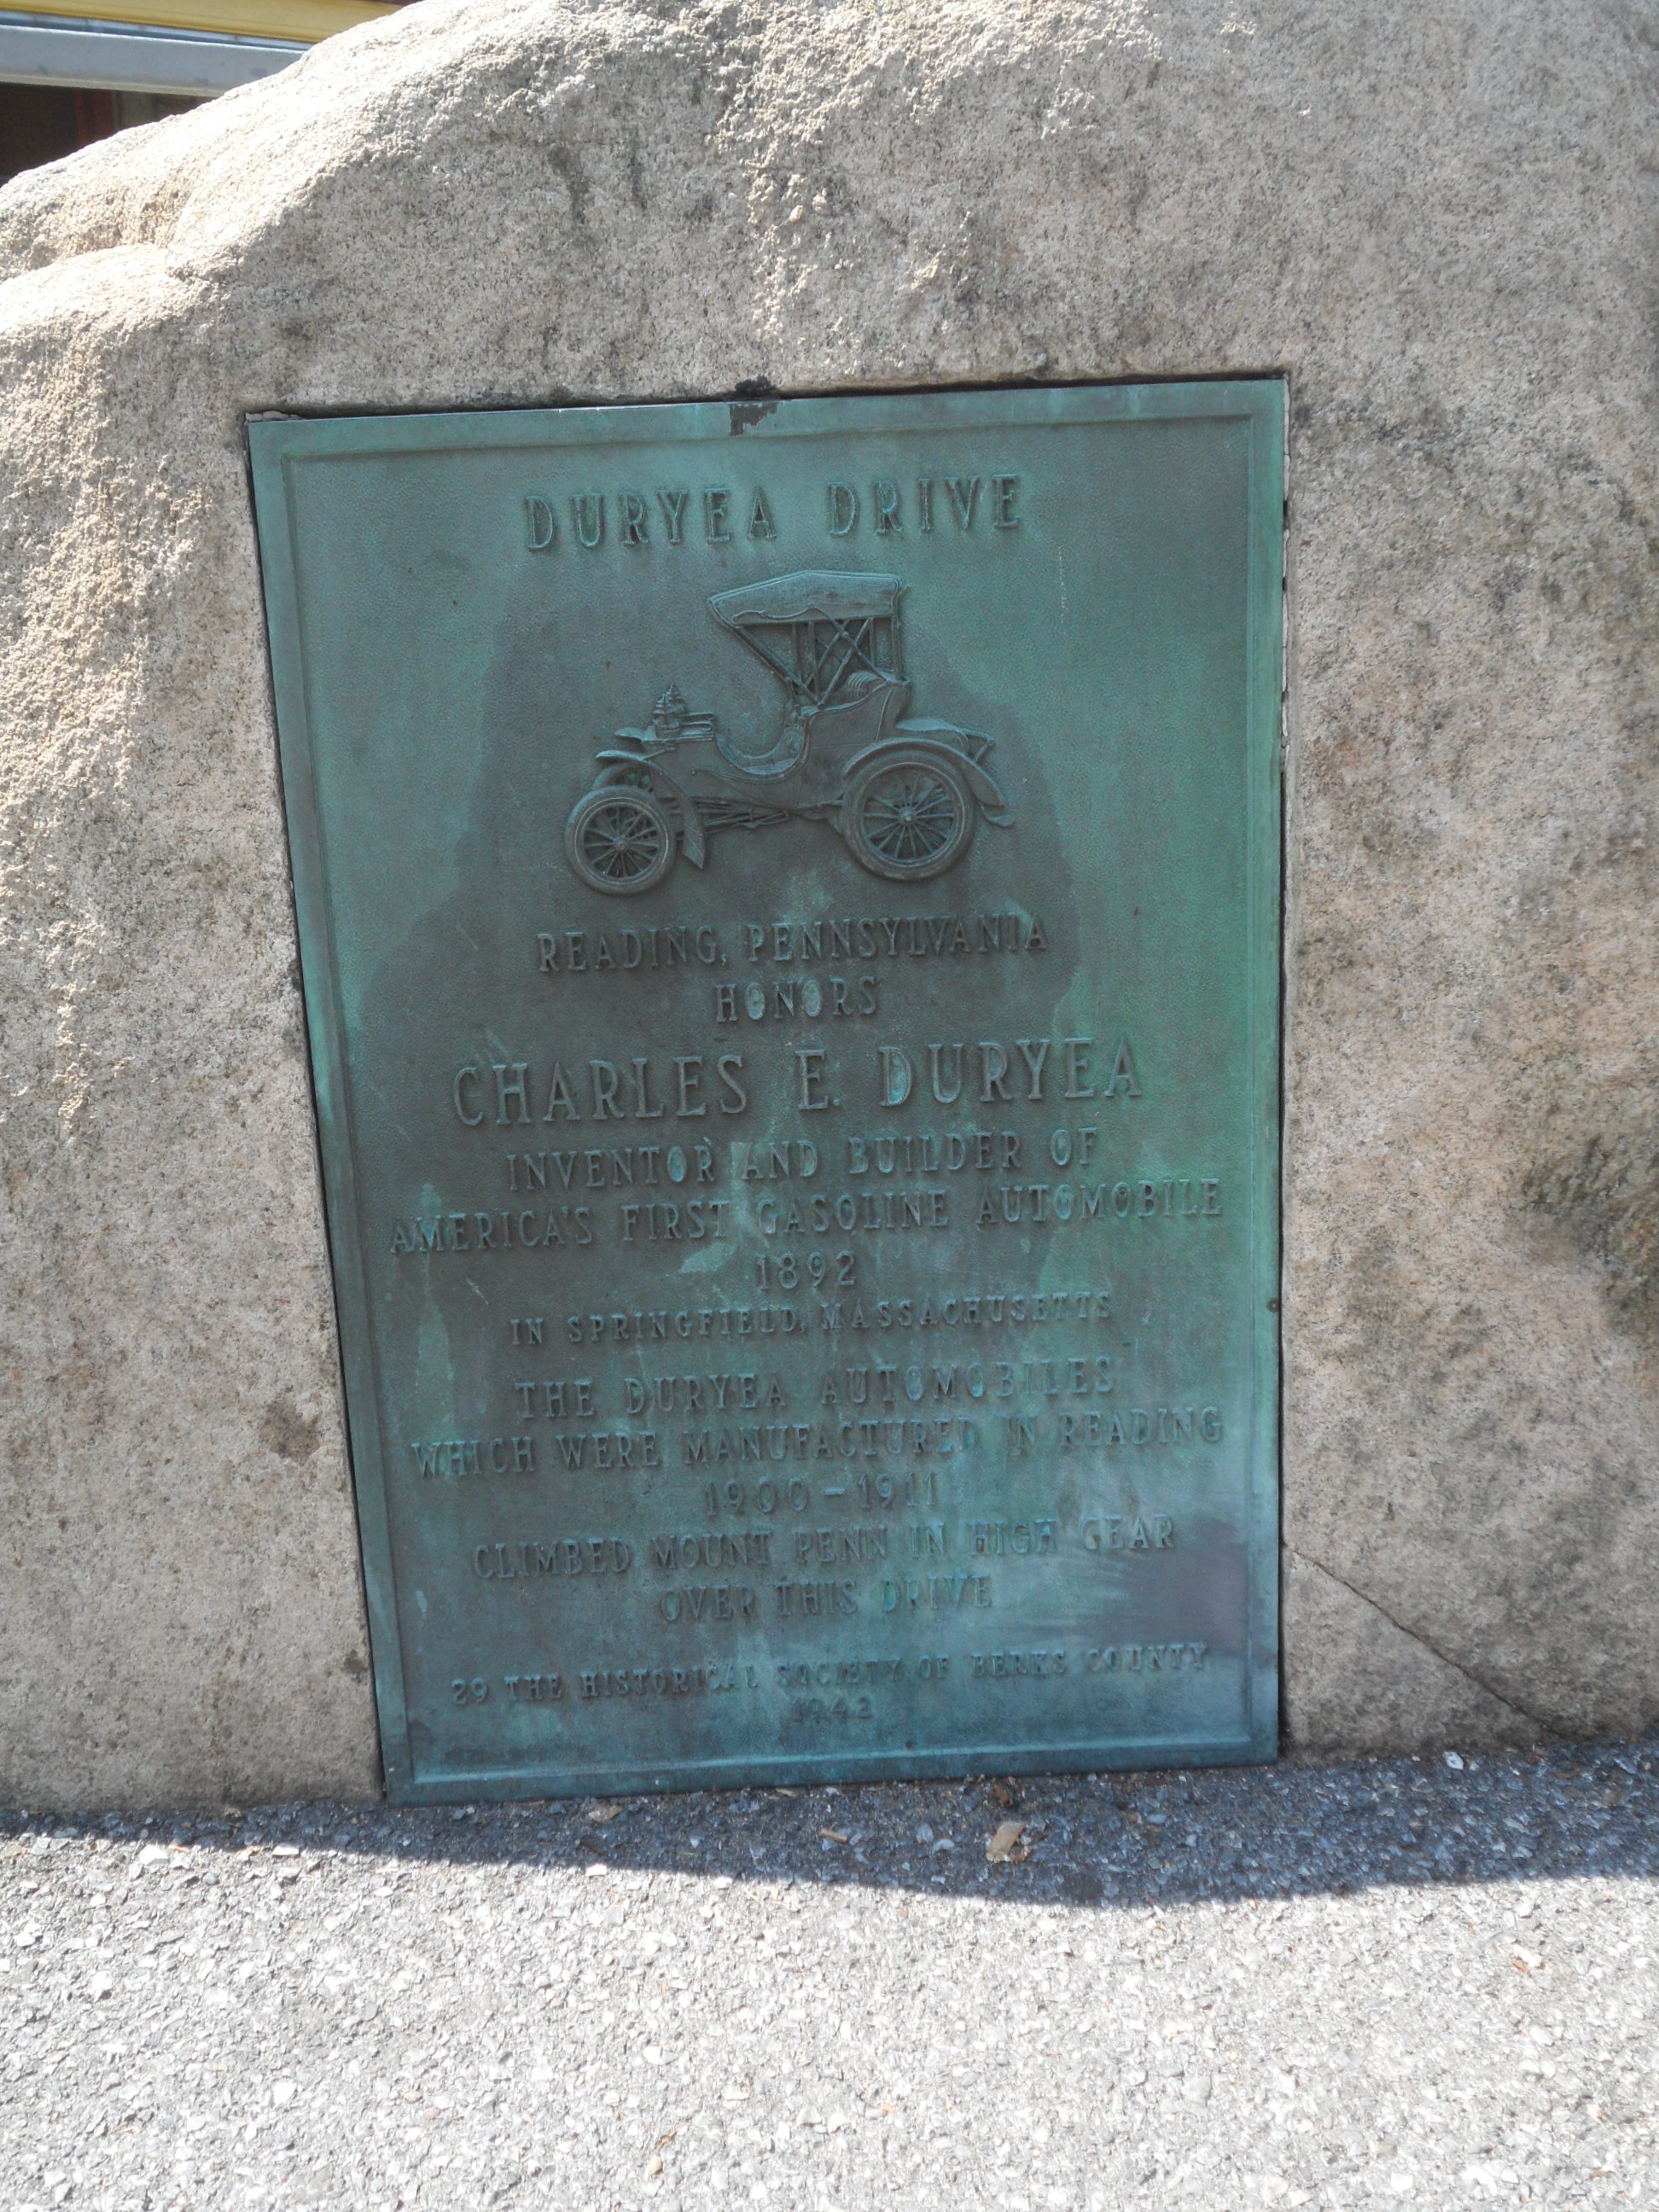 DURYEA DRIVE
READING, PENNSYLVANIA
HONORS
CHARLES E. DURYEA
INVENTOR AND BUILDER OF
AMERICA'S FIRST GASOLINE AUTOMOBILE
1892
IN SPRINGFIELD, MASSACHUSETTS
THE DURYEA AUTOMOBILES
WHICH WERE MANUFACTURED IN READING
1900-1911
CLIMBED MOUNT PENN IN HIGH GEAR
OVER THIS DRIVE
29 THE HISTORICAL SOCIETY OF BERKS COUNTY
1942